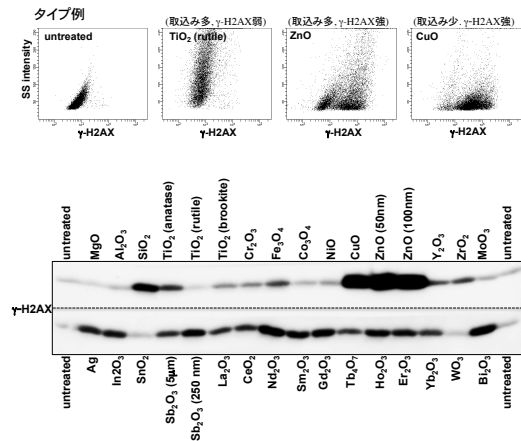 タイプ例
(取込み多, γ-H2AX弱)
(取込み多, γ-H2AX強)
(取込み少, γ-H2AX強)
untreated
TiO2 (rutile)
ZnO
CuO
SS intensity
γ-H2AX
γ-H2AX
γ-H2AX
γ-H2AX
untreated
MgO
Al2O3
SiO2
TiO2 (anatase)
TiO2 (rutile)
TiO2 (brookite)
Cr2O3
Fe3O4
Co3O4
NiO
CuO
ZnO (50nm)
ZnO (100nm)
Y2O3
ZrO2
MoO3
untreated
γ-H2AX
untreated
Ag
In2O3
SnO2
Sb2O3 (5μm)
Sb2O3 (250 nm)
La2O3
CeO2
Nd2O3
Sm2O3
Gd2O3
Tb4O7
Ho2O3
Er2O3
Yb2O3
WO3
Bi2O3
untreated